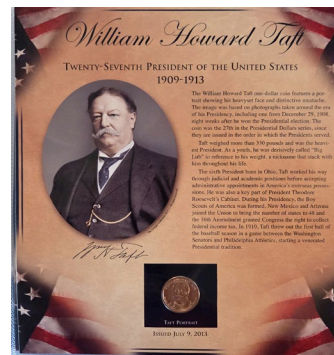 William Howard Taft
TWENTY-SEVENTH PRESIDENT OF THE UNITED STATES
1909-1913
The William Howard Taft one-dollar coin features a por-
trait showing his heavyset face and distinctive mustache.
The image was based on photographs taken around the era
of his Presidency, including one from December 29, 1908,
eight weeks after he won the Presidential election. The
coin was the 27th in the Presidential Dollars series, since
they are issued in the order in which the Presidents served.
Taft weighed more than 330 pounds and was the heavi-
est President. As a youth, he was derisively called "Big
Lub" in reference to his weight, a nickname that stuck with
him throughout his life.
The sixth President born in Ohio, Taft worked his way
through judicial and academic positions before accepting
administrative appointments in America's overseas posses-
sions. He was also a key part of President Theodore
Roosevelt's Cabinet. During his Presidency, the Boy
Scouts of America was formed, New Mexico and Arizona
joined the Union to bring the number of states to 48 and
the 16th Amendment granted Congress the right to collect
federal income tax. In 1910, Taft threw out the first ball of
the baseball season in a game between the Washington
Senators and Philadelphia Athletics, starting a venerated
Presidential tradition.
Wm H Taft
TAFT PORTRAIT
ISSUED JULY 9, 2013